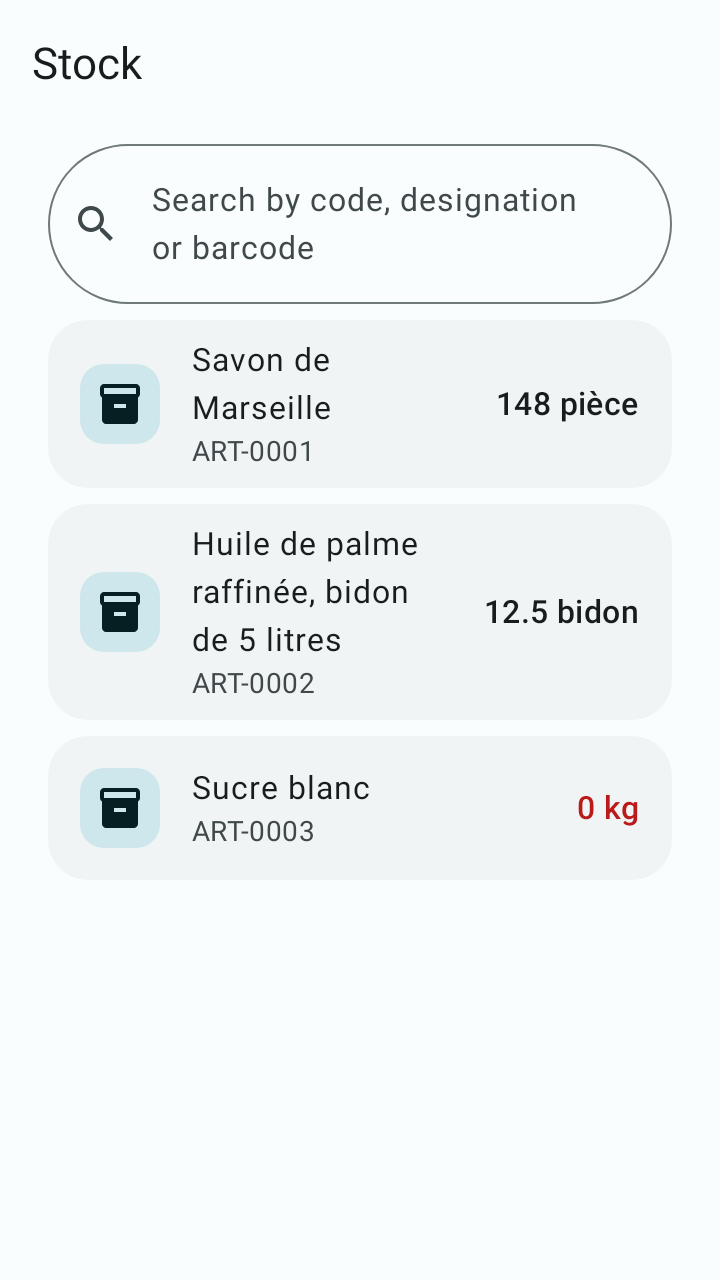 Stock
Search by code, designation
or barcode
Savon de
Marseille
ART-0001
148 pièce
Huile de palme
raffinée, bidon
de 5 litres
ART-0002
12.5 bidon
Sucre blanc
ART-0003
0 kg